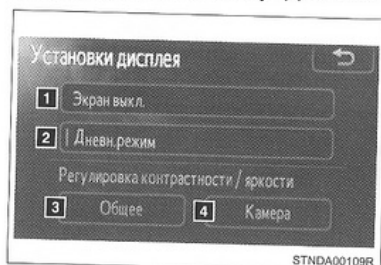 Установки дисплея
1 Экран выкл.
2 Дневн.режим
Регулировка контрастности / яркости
3 Общее 4 Камера
STNDA00109R